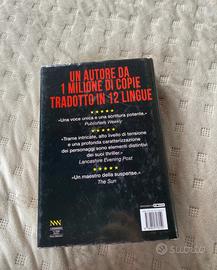 UN AUTORE DA
1 MILIONE DI COPIE
TRADOTTO IN 12 LINGUE
«Una voce unica e una scrittura potente.»
Publishers Weekly
«Trame intricate, alto livello di tensione
e una profonda caratterizzazione
dei personaggi sono elementi distintivi
dei suoi thriller.»
Lancashire Evening Post
«Un maestro della suspense.»
The Sun
subito